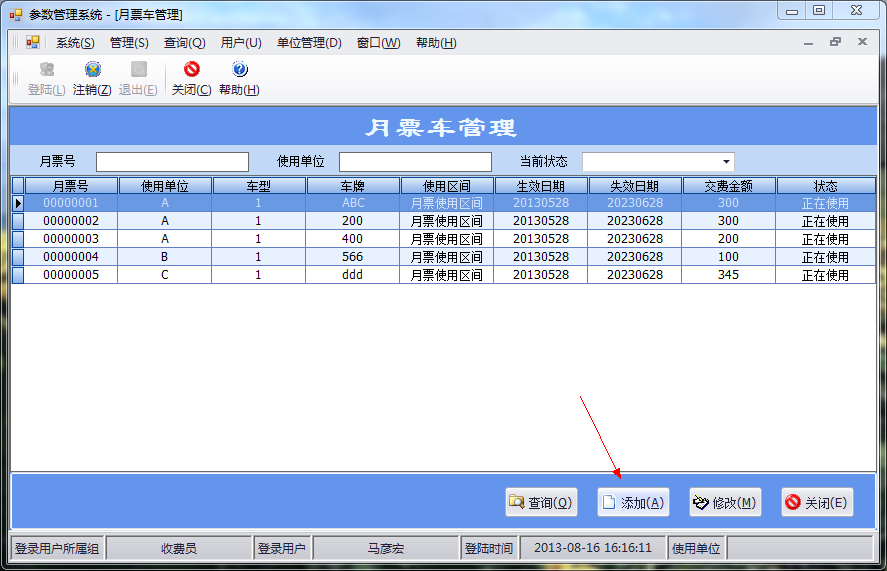 参数管理系统 - [月票车管理]
系统(S) 管理(S) 查询(Q) 用户(U) 单位管理(D) 窗口(W) 帮助(H)
登陆(L) 注销(Z) 退出(E) 关闭(C) 帮助(H)
月票车管理
月票号 使用单位 当前状态
月票号 使用单位 车型 车牌 使用区间 生效日期 失效日期 交费金额 状态
00000001 A 1 ABC 月票使用区间 20130528 20230628 300 正在使用
00000002 A 1 200 月票使用区间 20130528 20230628 300 正在使用
00000003 A 1 400 月票使用区间 20130528 20230628 200 正在使用
00000004 B 1 566 月票使用区间 20130528 20230628 100 正在使用
00000005 C 1 ddd 月票使用区间 20130528 20230628 345 正在使用
查询(Q) 添加(A) 修改(M) 关闭(E)
登录用户所属组 收费员 登录用户 马彦宏 登陆时间 2013-08-16 16:16:11 使用单位